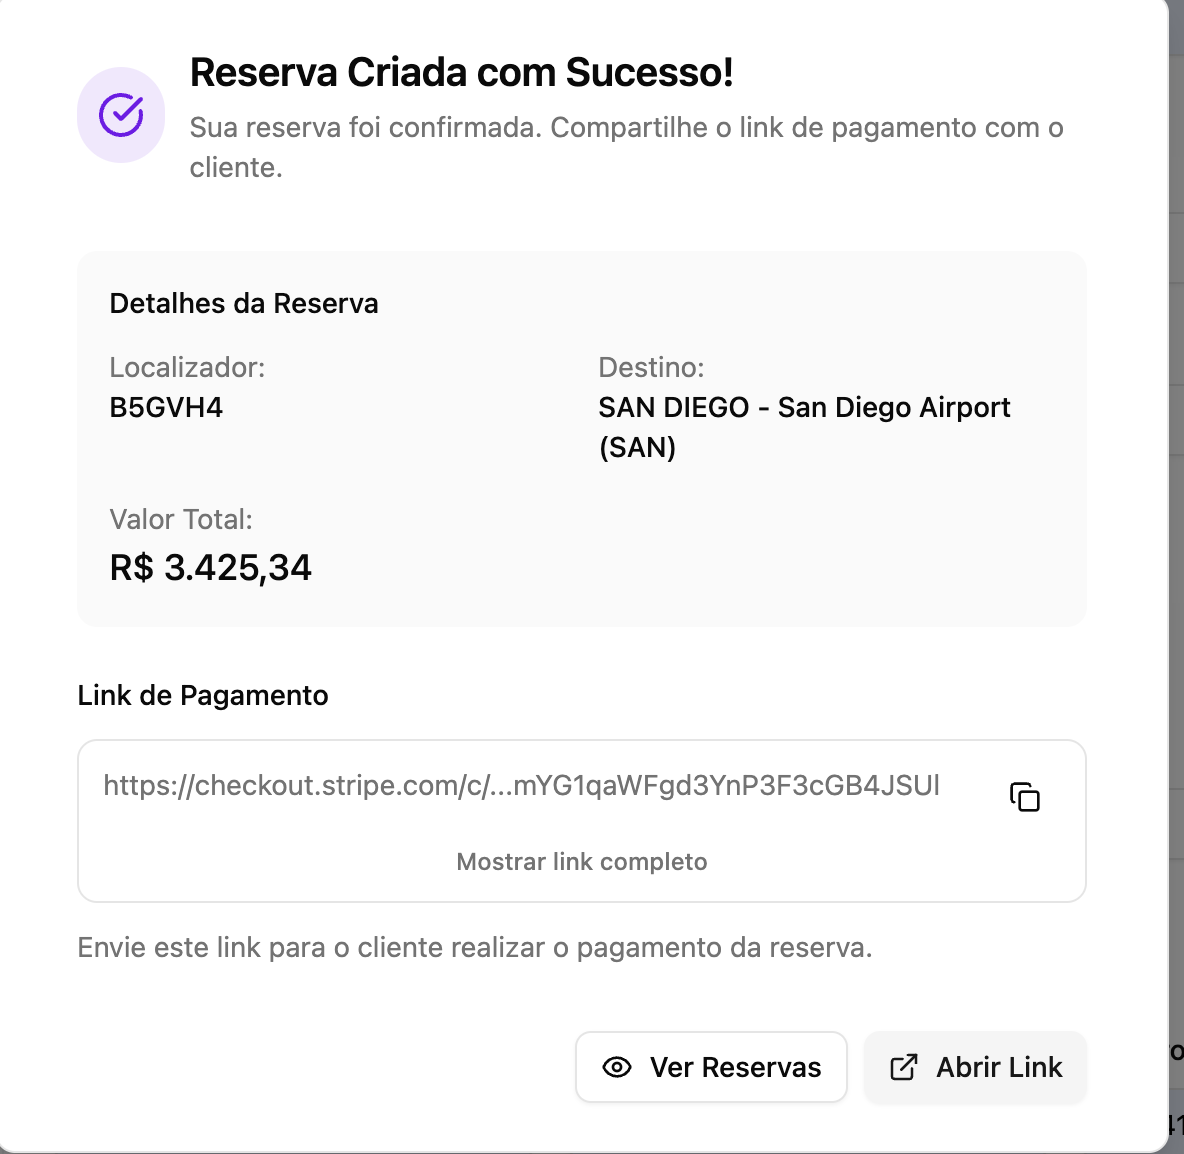 Reserva Criada com Sucesso!
Sua reserva foi confirmada. Compartilhe o link de pagamento com o
cliente.
Detalhes da Reserva
Localizador:
B5GVH4
Destino:
SAN DIEGO - San Diego Airport
(SAN)
Valor Total:
R$ 3.425,34
Link de Pagamento
https://checkout.stripe.com/c/...mYG1qaWFgd3YnP3F3cGB4JSUl
Mostrar link completo
Envie este link para o cliente realizar o pagamento da reserva.
Ver Reservas
Abrir Link